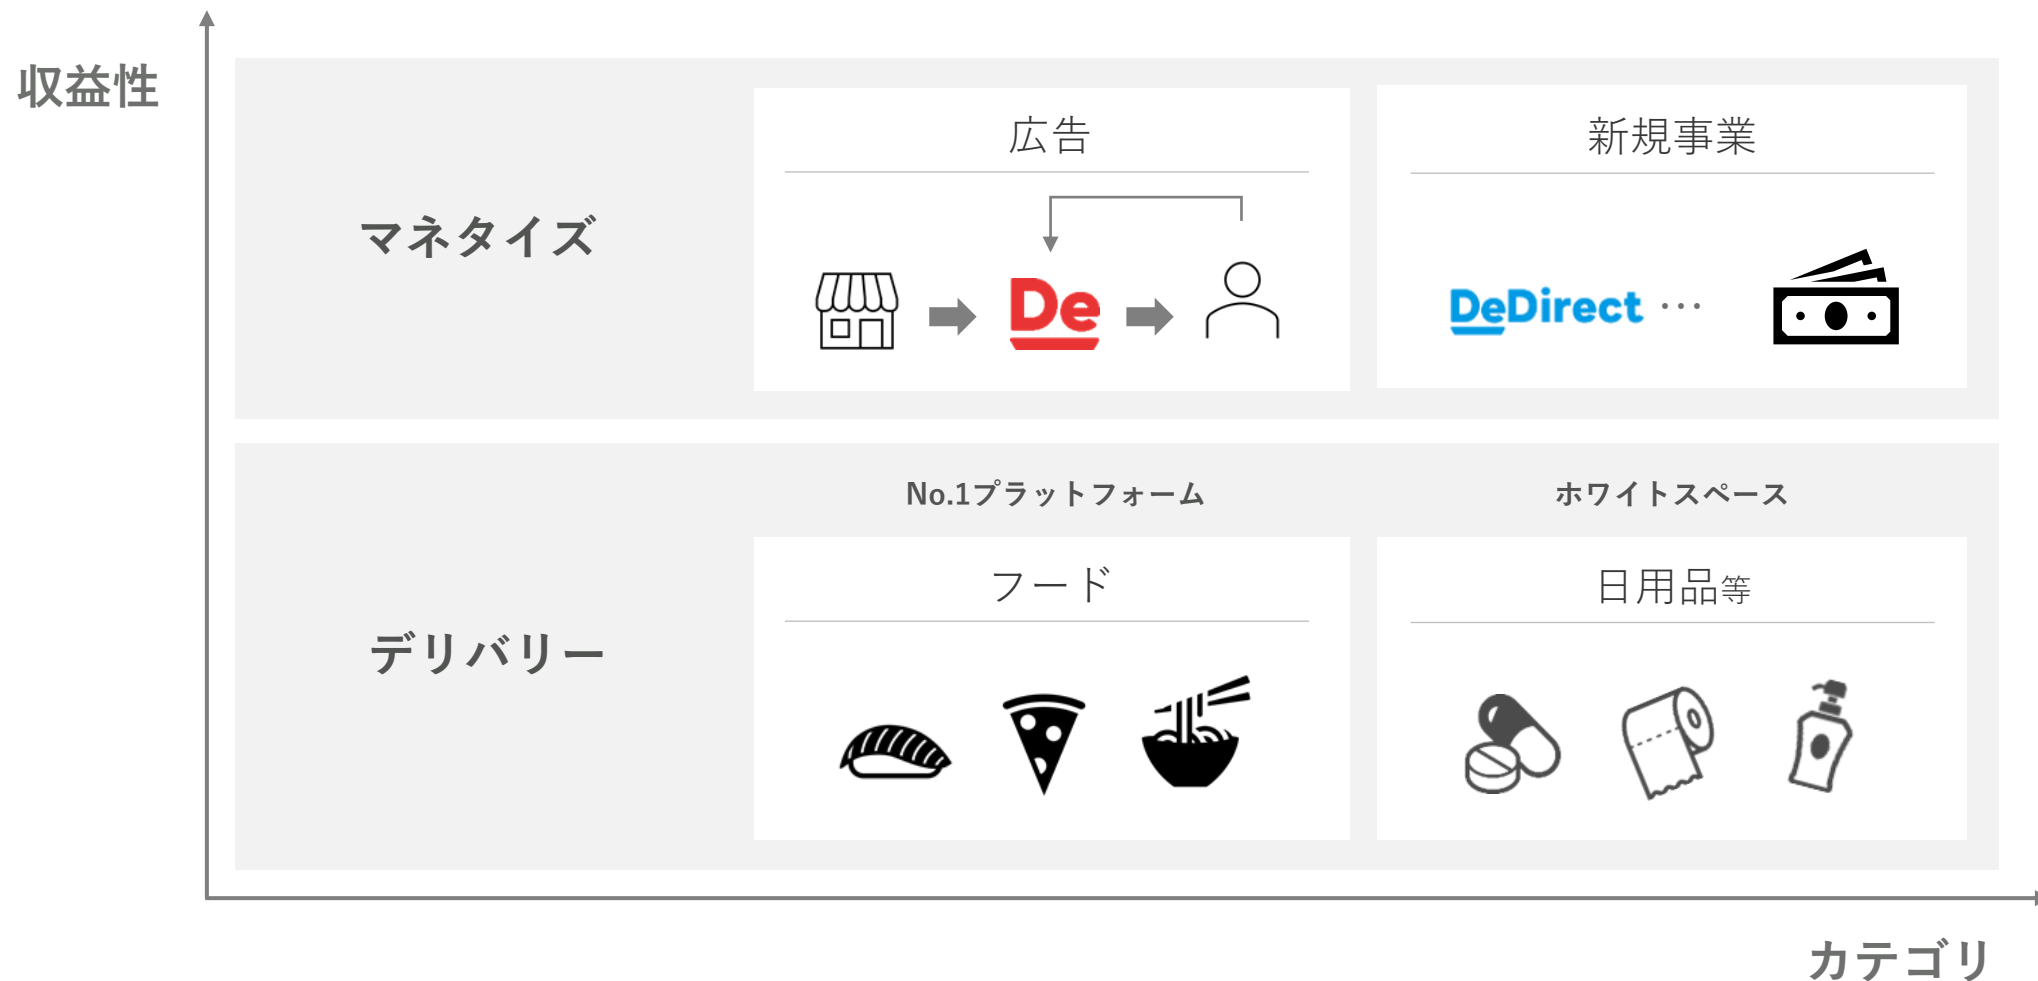 収益性
マネタイズ
広告
De
新規事業
DeDirect ･･･
デリバリー
No.1プラットフォーム
フード
ホワイトスペース
日用品等
カテゴリ